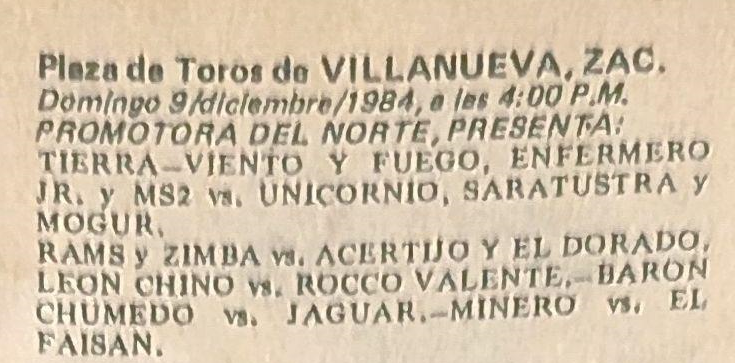 Plaza de Toros de VILLANUEVA, ZAC.
Domingo 9/diciembre/1984, a las 4:00 P.M.
PROMOTORA DEL NORTE, PRESENTA:
TIERRA-VIENTO Y FUEGO, ENFERMERO
JR. y MS2 vs. UNICORNIO, SARATUSTRA y
MOGUR.
RAMS y ZIMBA vs. ACERTIJO Y EL DORADO.
LEON CHINO vs. ROCCO VALENTE.-BARON
CHUMEDO vs. JAGUAR.-MINERO vs. EL
FAISAN.